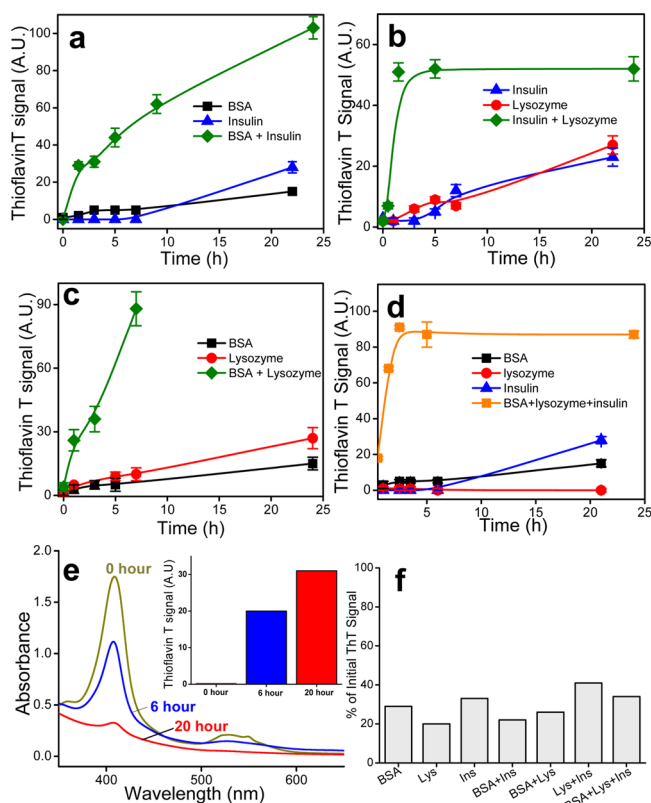 a
Thioflavin T signal (A.U.)
100
80
60
40
20
0
BSA
Insulin
BSA + Insulin
0 5 10 15 20 25
Time (h)
b
Thioflavin T Signal (A.U.)
80
60
40
20
0
Insulin
Lysozyme
Insulin + Lysozyme
0 5 10 15 20 25
Time (h)
c
Thioflavin T signal (A.U.)
90
60
30
0
BSA
Lysozyme
BSA + Lysozyme
0 5 10 15 20 25
Time (h)
d
Thioflavin T Signal (A.U.)
100
80
60
40
20
0
BSA
lysozyme
Insulin
BSA+lysozyme+insulin
5 10 15 20 25
Time (h)
e
Absorbance
2.0
1.5
1.0
0.5
0.0
0 hour
6 hour
20 hour
400 500 600
Wavelength (nm)
Thioflavin T signal (A.U)
30
20
10
0
0 hour 6 hour 20 hour
f
% of Initial ThT Signal
100
80
60
40
20
0
BSA
Lys
Ins
BSA+Ins
BSA+Lys
Lys+Ins
BSA+Lys+Ins